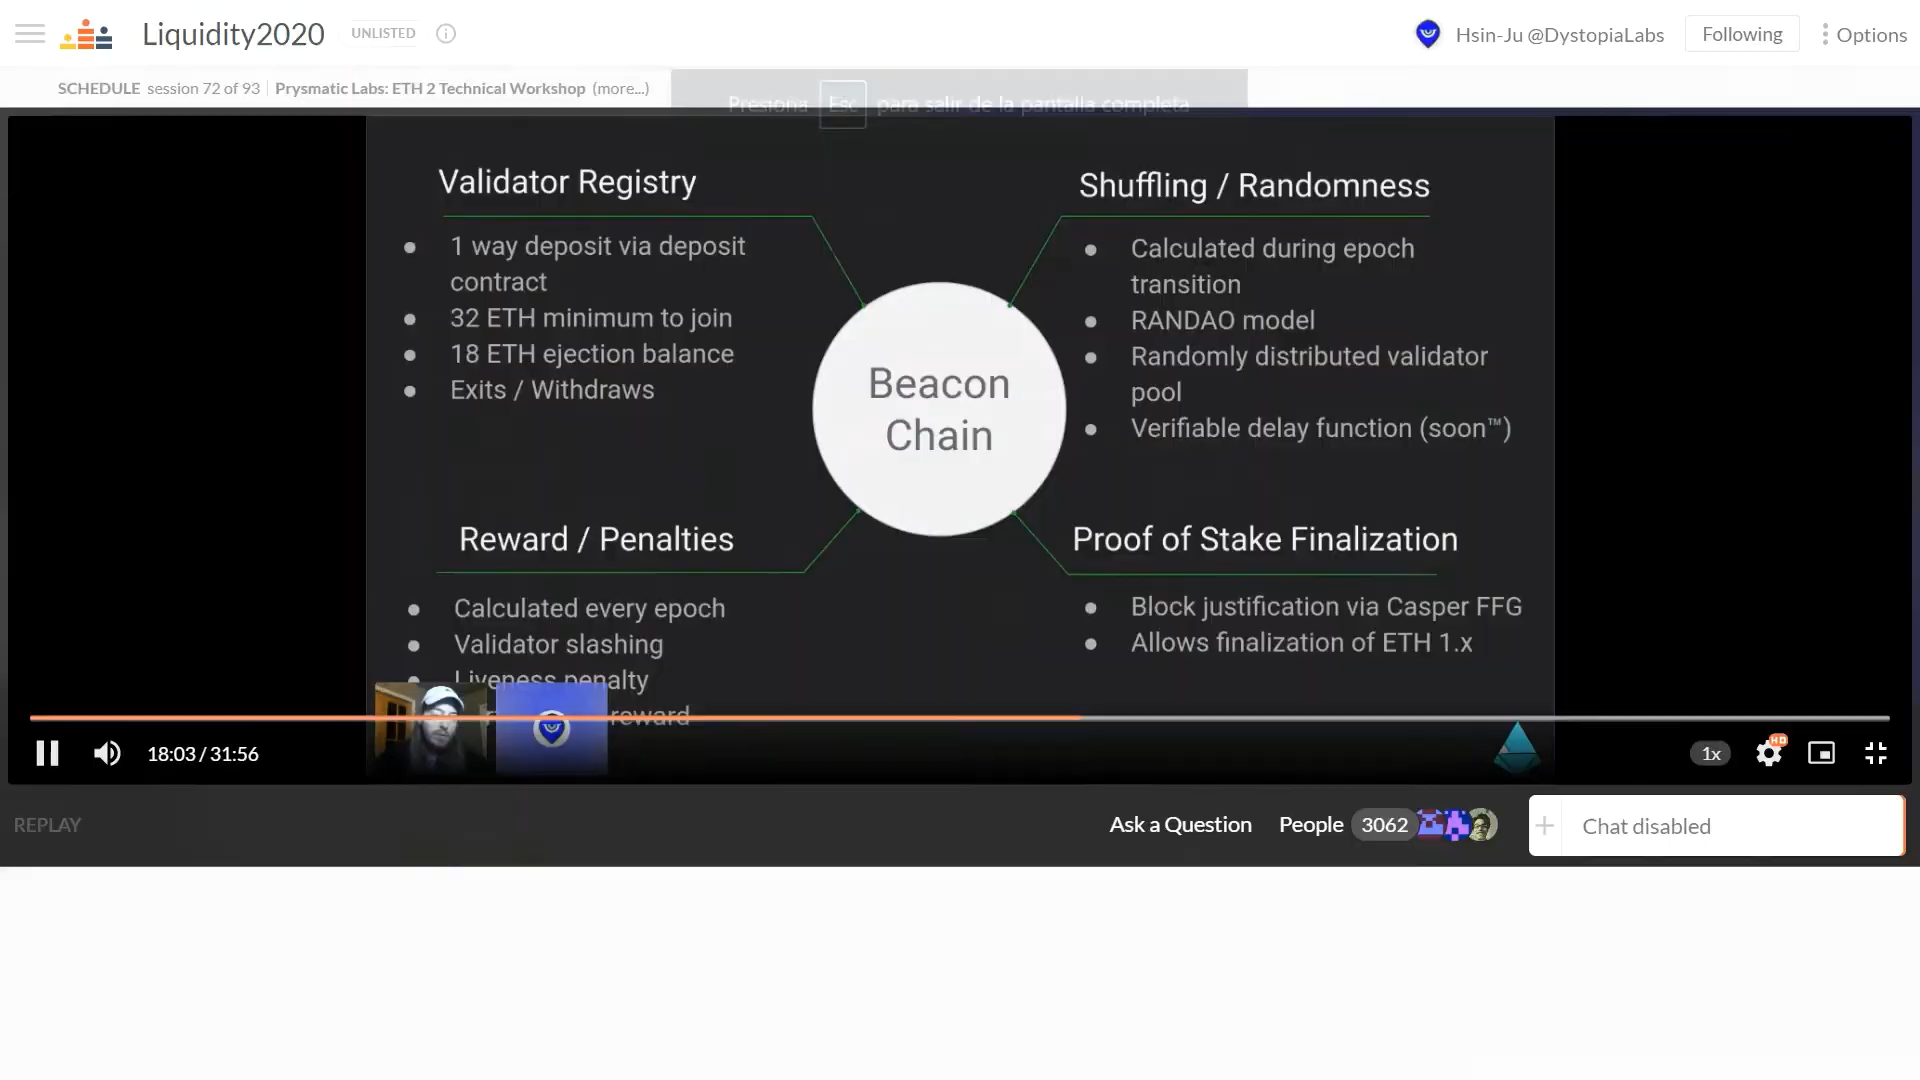 Liquidity2020 UNLISTED
Hsin-Ju @DystopiaLabs Following Options
SCHEDULE session 72 of 93 Prysmatic Labs: ETH 2 Technical Workshop (more...)
Presiona Esc para salir de la pantalla completa
Validator Registry
1 way deposit via deposit
contract
32 ETH minimum to join
18 ETH ejection balance
Exits / Withdraws
Shuffling / Randomness
Calculated during epoch
transition
RANDAO model
Randomly distributed validator
pool
Verifiable delay function (soon™)
Beacon
Chain
Reward / Penalties
Calculated every epoch
Validator slashing
Liveness penalty
reward
Proof of Stake Finalization
Block justification via Casper FFG
Allows finalization of ETH 1.x
18:03 / 31:56
1x
HD
REPLAY
Ask a Question People 3062
+ Chat disabled